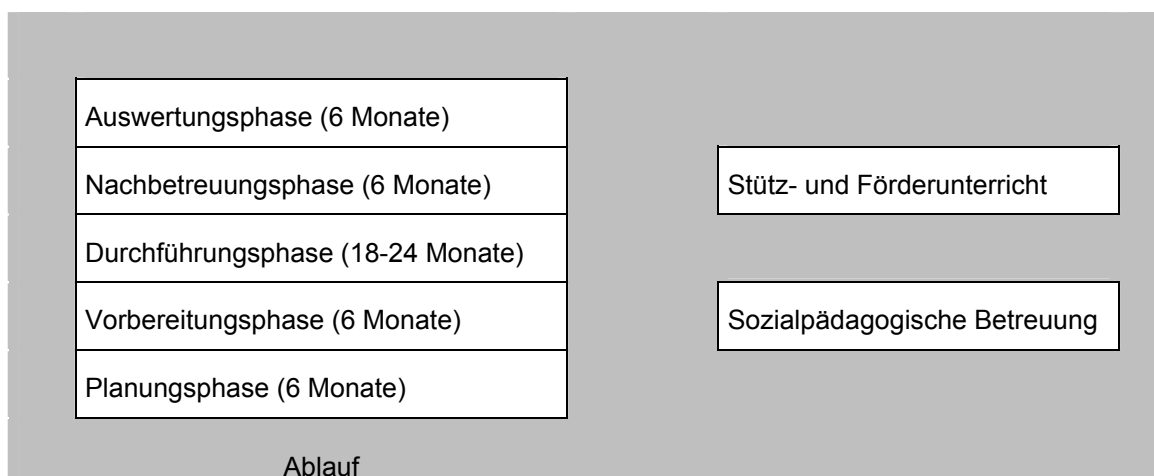 Auswertungsphase (6 Monate)
Nachbetreuungsphase (6 Monate)
Durchführungsphase (18-24 Monate)
Vorbereitungsphase (6 Monate)
Planungsphase (6 Monate)
Ablauf
Stütz- und Förderunterricht
Sozialpädagogische Betreuung